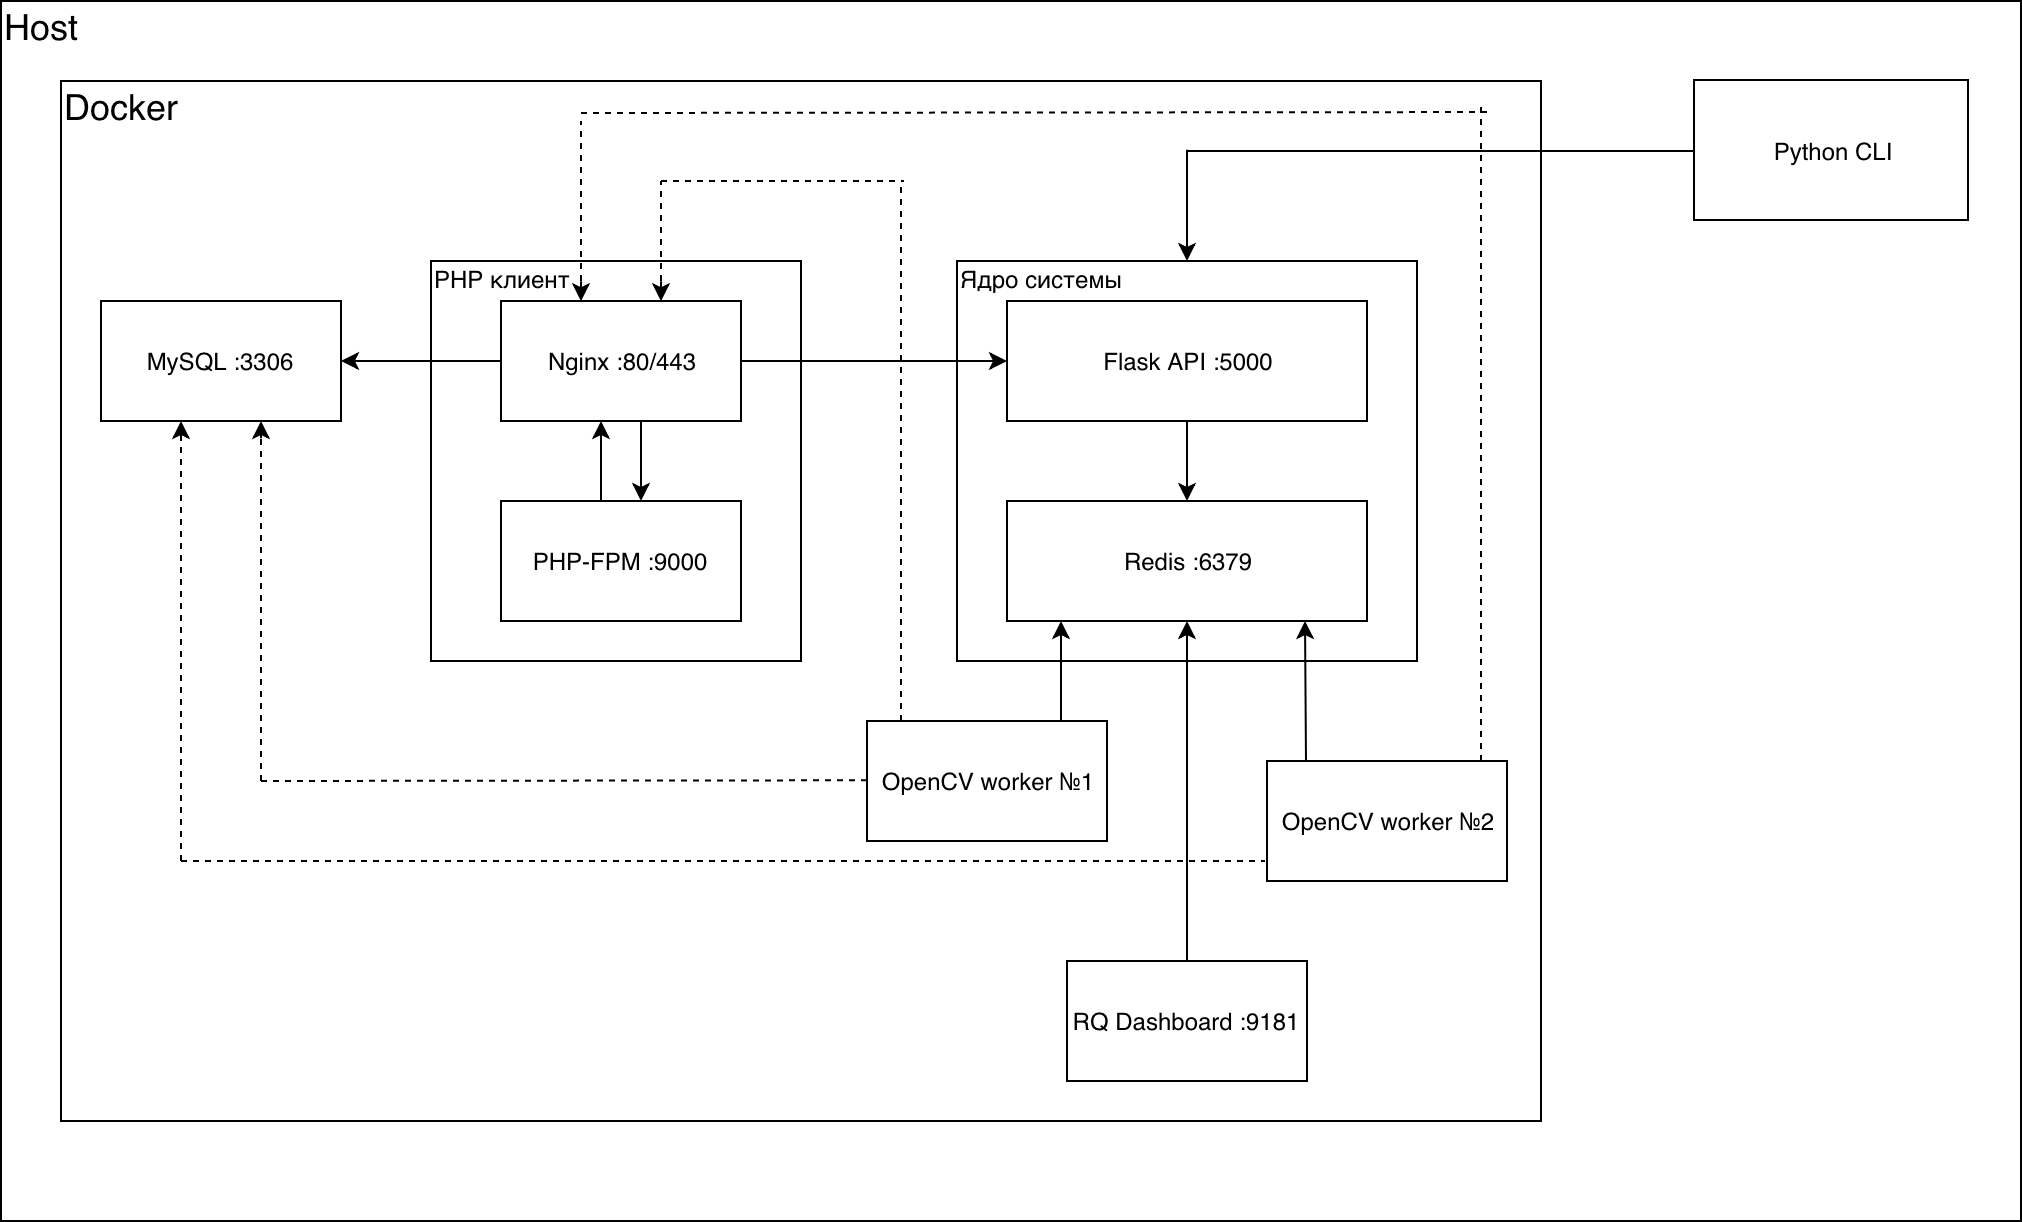 Host
Docker
Python CLI
PHP клиент
Ядро системы
MySQL :3306
Nginx :80/443
Flask API :5000
PHP-FPM :9000
Redis :6379
OpenCV worker №1
OpenCV worker №2
RQ Dashboard :9181